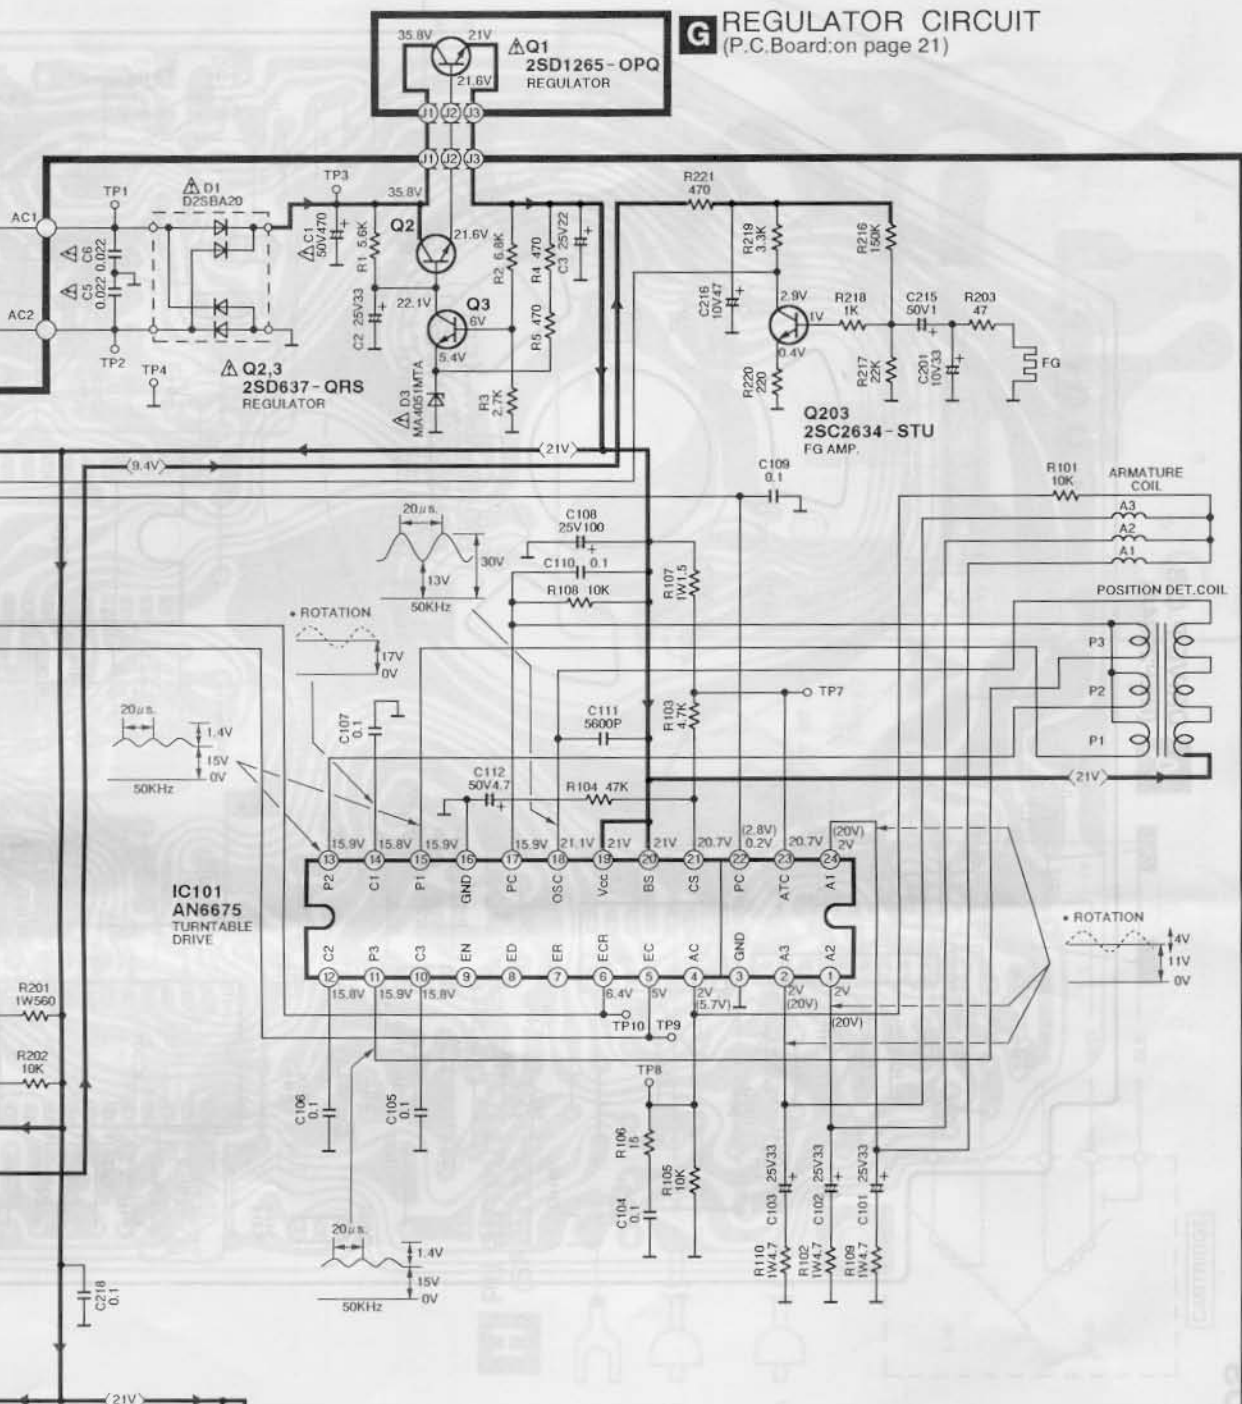 G REGULATOR CIRCUIT
(P.C.Board:on page 21)
35.8V 21V
⚠Q1
2SD1265-OPQ
REGULATOR
21.6V
J1 J2 J3
J1 J2 J3
35.8V
TP3
TP1
⚠D1
D2SBA20
AC1
⚠C6
0.022
⚠C5
0.022
AC2
TP2
TP4
⚠Q2,3
2SD637-QRS
REGULATOR
⚠C1
50V470
R1 5.6K
C2 25V33
Q2
21.6V
22.1V
Q3
6V
5.4V
⚠D3
MA4051MTA
R2 6.8K
R3
2.7K
R4 470
R5 470
C3 25V22
R221
470
R219
3.3K
R216
150K
C216
10V47
2.9V
1V
0.4V
R218
1K
C215
50V1
R203
47
R220
220
R217
22K
C201
10V33
FG
Q203
2SC2634-STU
FG AMP.
(21V)
(9.4V)
C109
0.1
R101
10K
ARMATURE
COIL
A3
A2
A1
POSITION DET.COIL
P3
P2
P1
(21V)
20μs.
30V
13V
50KHz
C108
25V100
C110 0.1
R108 10K
R107
1W1.5
• ROTATION
17V
0V
20μs.
1.4V
15V
0V
50KHz
C107
0.1
C111
5600P
R103
4.7K
TP7
C112
50V4.7
R104 47K
15.9V 15.8V 15.9V 15.9V 21.1V 21V 21V 20.7V (2.8V) 0.2V 20.7V (20V) 2V
13 14 15 16 17 18 19 20 21 22 23 24
P2 C1 P1 GND PC OSC Vcc BS CS PC ATC A1
IC101
AN6675
TURNTABLE
DRIVE
C2 P3 C3 EN ED ER ECR EC AC GND A3 A2
12 11 10 9 8 7 6 5 4 3 2 1
15.8V 15.9V 15.8V 6.4V 5V 2V (5.7V) 2V (20V) 2V (20V)
• ROTATION
4V
11V
0V
TP10 TP9
TP8
R201
1W560
R202
10K
C106
0.1
C105
0.1
R106
15
R105
10K
C104
0.1
C103 25V33
C102 25V33
C101 25V33
R110
1W4.7
R102
1W4.7
R109
1W4.7
20μs.
1.4V
15V
0V
50KHz
C218
0.1
(21V)